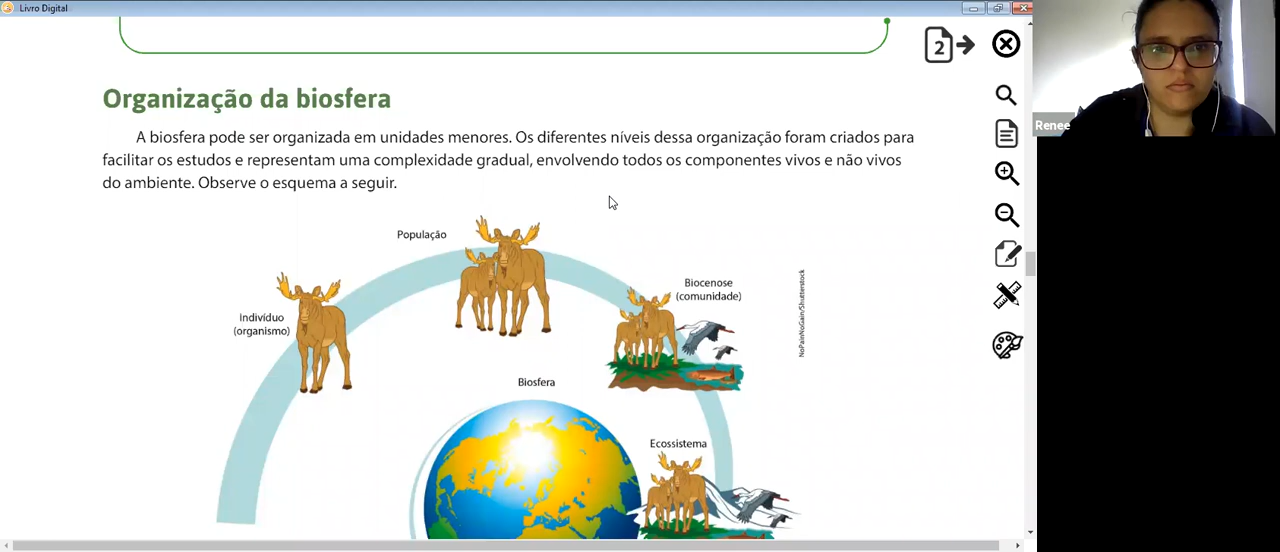 Livro Digital
2
Organização da biosfera
A biosfera pode ser organizada em unidades menores. Os diferentes níveis dessa organização foram criados para
facilitar os estudos e representam uma complexidade gradual, envolvendo todos os componentes vivos e não vivos
do ambiente. Observe o esquema a seguir.
População
Indivíduo
(organismo)
Biocenose
(comunidade)
NoPainNoGain/Shutterstock
Biosfera
Ecossistema
Renee